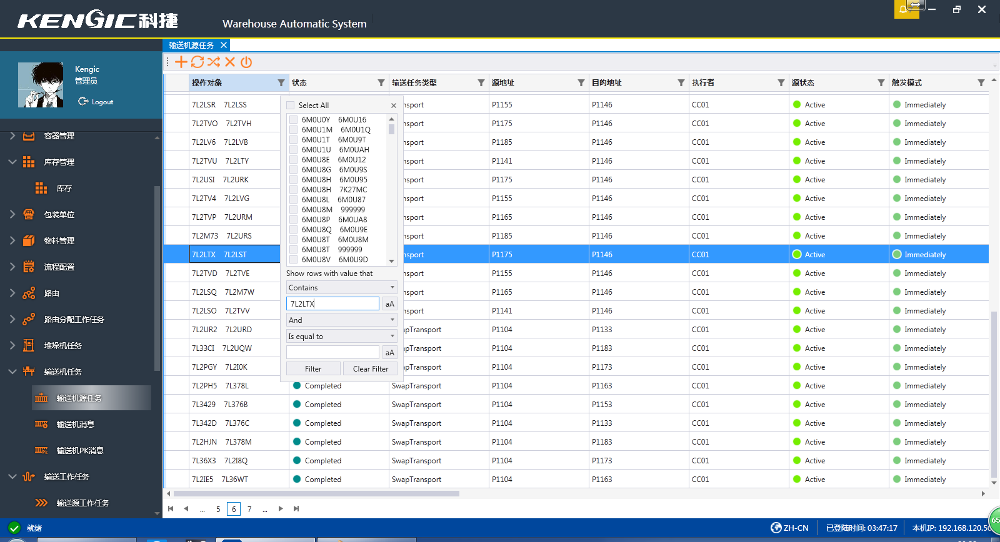 KENGIC科捷
Warehouse Automatic System
Kengic
管理员
Logout
容器管理
库存管理
库存
包装单位
物料管理
流程配置
路由
路由分配工作任务
堆垛机任务
输送机任务
输送机源任务
输送机消息
输送机PK消息
输送工作任务
输送源工作任务
输送机源任务
操作对象 状态 输送任务类型 源地址 目的地址 执行者 源状态 触发模式
7L2LSR 7L2LSS nsport P1155 P1146 CC01 Active Immediately
7L2TVO 7L2TVH nsport P1175 P1146 CC01 Active Immediately
7L2LV6 7L2LVB nsport P1185 P1146 CC01 Active Immediately
7L2TVU 7L2LTY nsport P1141 P1146 CC01 Active Immediately
7L2USI 7L2URK nsport P1175 P1146 CC01 Active Immediately
7L2TV4 7L2LVG nsport P1155 P1146 CC01 Active Immediately
7L2TVP 7L2URM nsport P1165 P1146 CC01 Active Immediately
7L2M73 7L2URS nsport P1185 P1146 CC01 Active Immediately
7L2LTX 7L2LST nsport P1175 P1146 CC01 Active Immediately
7L2TVD 7L2TVE nsport P1155 P1146 CC01 Active Immediately
7L2LSQ 7L2M7W nsport P1165 P1146 CC01 Active Immediately
7L2LSO 7L2TVV nsport P1141 P1146 CC01 Active Immediately
7L2UR2 7L2URD apTransport P1104 P1133 CC01 Active Immediately
7L33CI 7L2UQW apTransport P1104 P1183 CC01 Active Immediately
7L2PGY 7L2I0K apTransport P1104 P1173 CC01 Active Immediately
7L2PH5 7L378L Completed SwapTransport P1104 P1163 CC01 Active Immediately
7L3429 7L376B Completed SwapTransport P1104 P1153 CC01 Active Immediately
7L342D 7L376C Completed SwapTransport P1104 P1133 CC01 Active Immediately
7L2HJN 7L378M Completed SwapTransport P1104 P1183 CC01 Active Immediately
7L36X3 7L2I8Q Completed SwapTransport P1104 P1173 CC01 Active Immediately
7L2IE5 7L36WT Completed SwapTransport P1104 P1163 CC01 Active Immediately
Select All
6M0U0Y 6M0U16
6M0U1M 6M0U1Q
6M0U1T 6M0U9T
6M0U1U 6M0UAH
6M0U8E 6M0U12
6M0U8G 6M0U9S
6M0U8H 6M0U95
6M0U8H 7K27MC
6M0U8L 6M0U87
6M0U8M 999999
6M0U8P 6M0UA8
6M0U8Q 6M0U9E
6M0U8T 6M0U8M
6M0U8T 999999
6M0U8V 6M0U9D
Show rows with value that
Contains
7L2LTX aA
And
Is equal to
aA
Filter Clear Filter
... 5 6 7 ...
就绪
ZH-CN 已登陆时间: 03:47:17 本机IP: 192.168.120.50
65